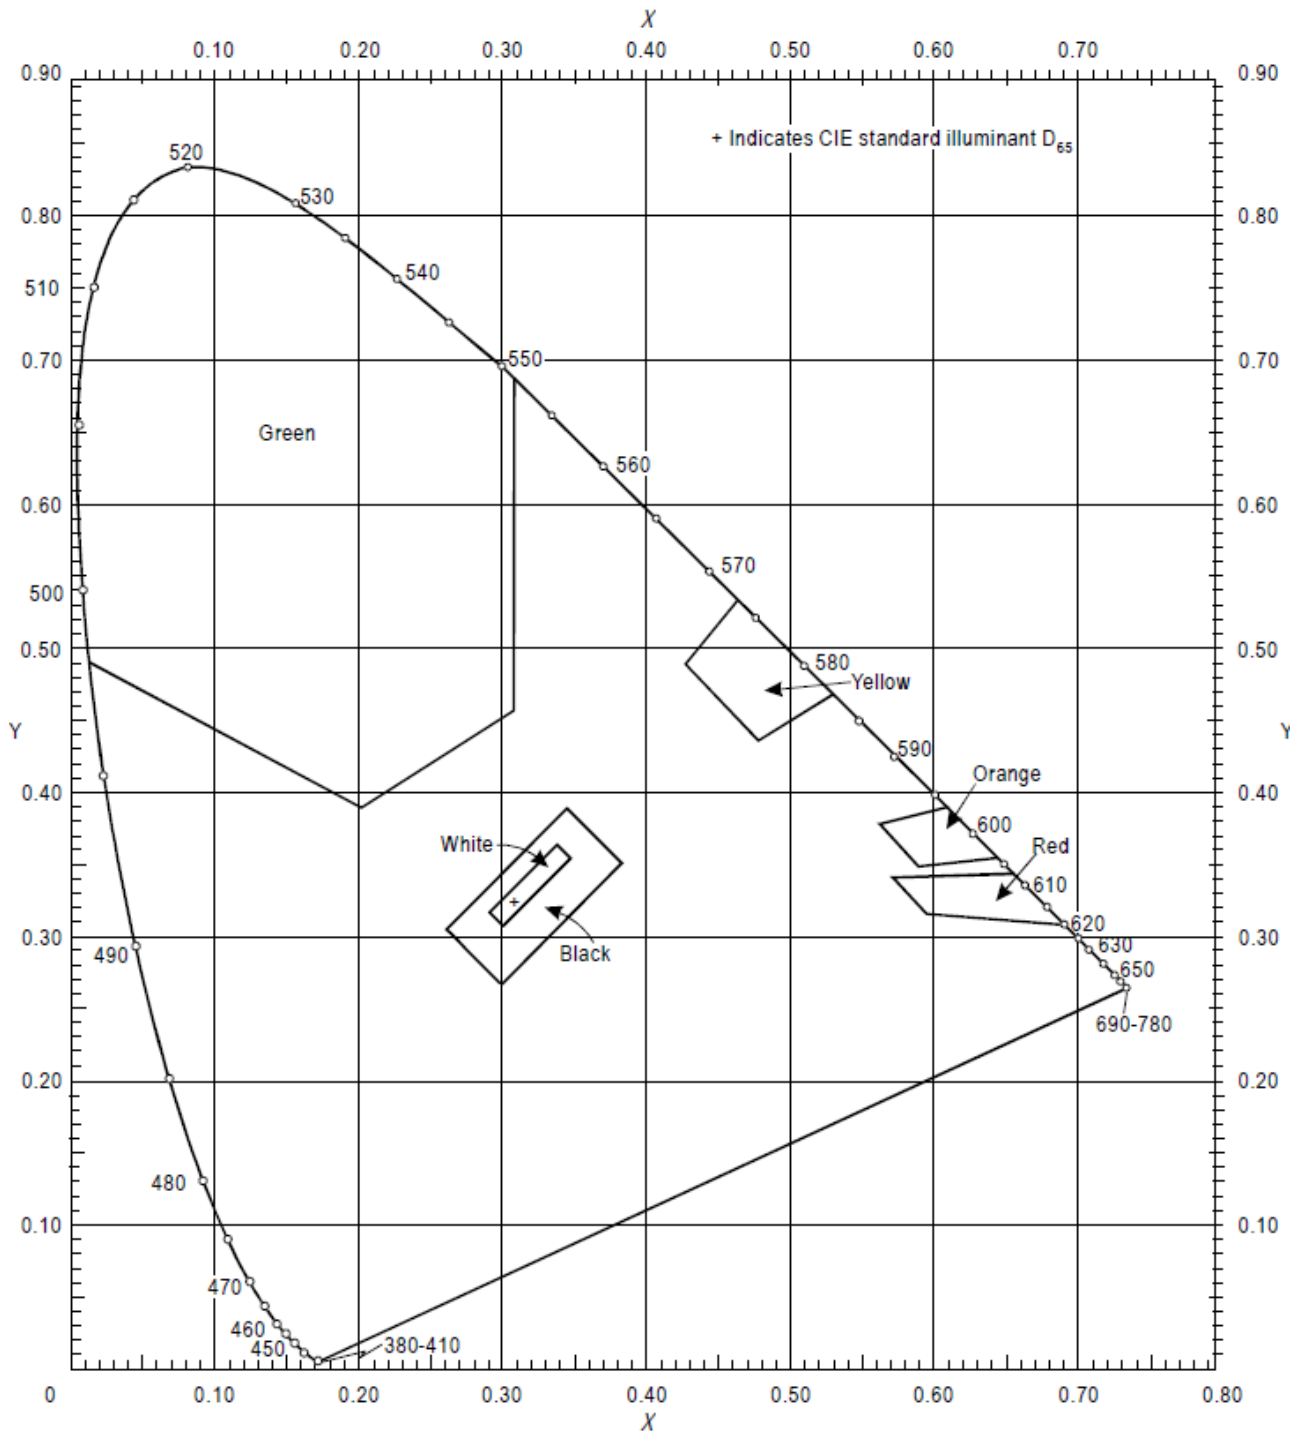 X
0.10 0.20 0.30 0.40 0.50 0.60 0.70
0.90 0.90
+ Indicates CIE standard illuminant D65
520
530
0.80 0.80
540
510
550
0.70 0.70
Green
560
0.60 0.60
570
500
0.50 0.50
580
Yellow
Y Y
590
Orange
0.40 0.40
600
White Red
610
620
0.30 0.30
630
Black
490
650
690-780
0.20 0.20
480
0.10 0.10
470
460
450 380-410
0 0.10 0.20 0.30 0.40 0.50 0.60 0.70 0.80
X